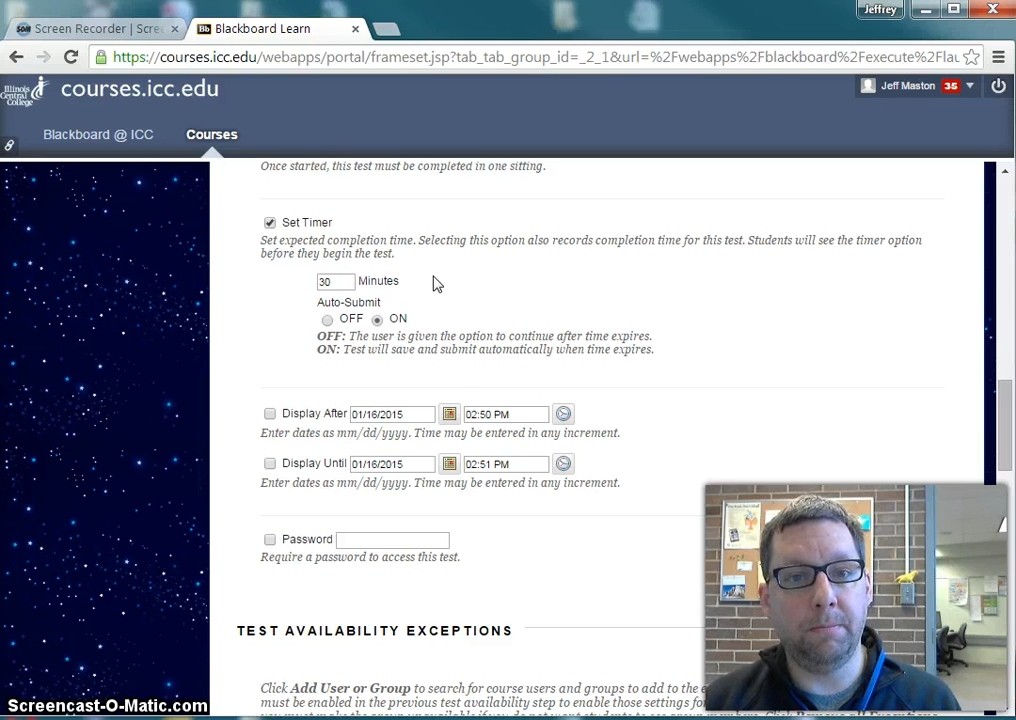 Jeffrey
Screen Recorder | Scree
Blackboard Learn
https://courses.icc.edu/webapps/portal/frameset.jsp?tab_tab_group_id=_2_1&url=%2Fwebapps%2Fblackboard%2Fexecute%2Flau
Illinois Central College
courses.icc.edu
Jeff Maston 35
Blackboard @ ICC Courses
Once started, this test must be completed in one sitting.
Set Timer
Set expected completion time. Selecting this option also records completion time for this test. Students will see the timer option
before they begin the test.
30 Minutes
Auto-Submit
OFF ON
OFF: The user is given the option to continue after time expires.
ON: Test will save and submit automatically when time expires.
Display After 01/16/2015 02:50 PM
Enter dates as mm/dd/yyyy. Time may be entered in any increment.
Display Until 01/16/2015 02:51 PM
Enter dates as mm/dd/yyyy. Time may be entered in any increment.
Password
Require a password to access this test.
TEST AVAILABILITY EXCEPTIONS
Click Add User or Group to search for course users and groups to add to the e
must be enabled in the previous test availability step to enable those settings for
Screencast-O-Matic.com